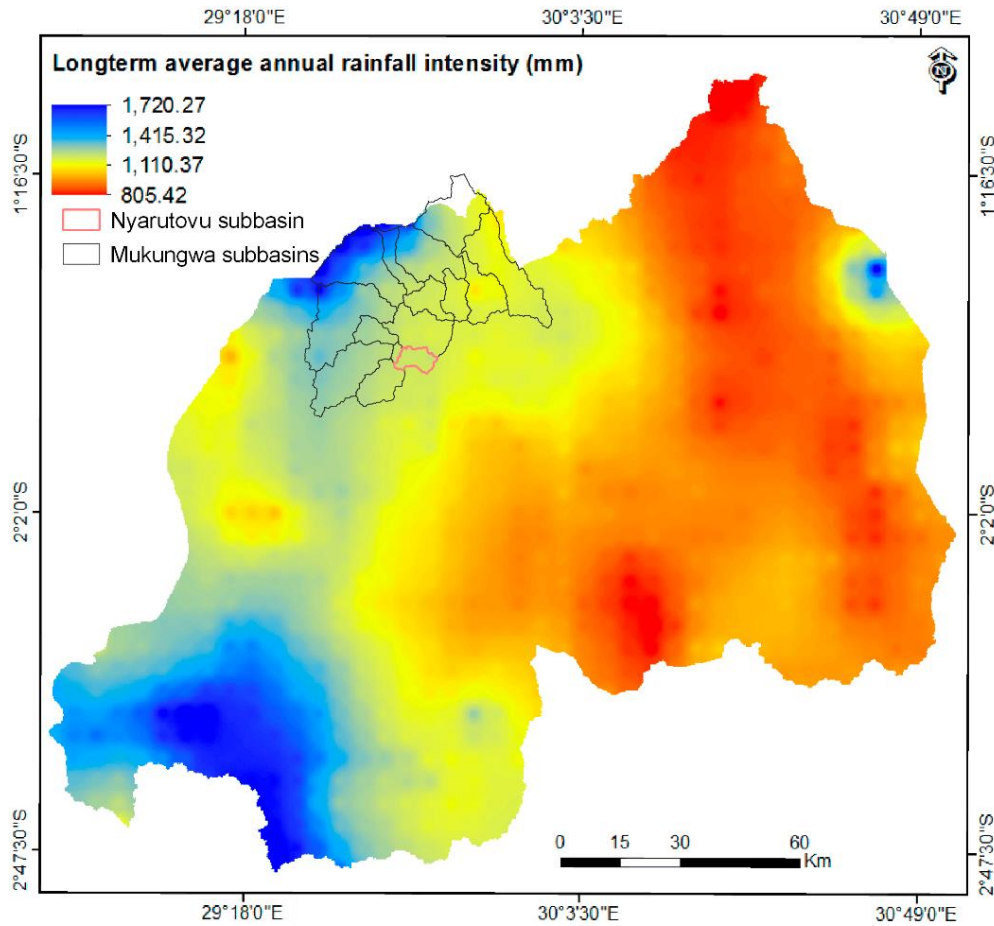 29°18'0"E 30°3'30"E 30°49'0"E
Longterm average annual rainfall intensity (mm)
N
1,720.27
1,415.32
1,110.37
805.42
Nyarutovu subbasin
Mukungwa subbasins
1°16'30"S 1°16'30"S
2°2'0"S 2°2'0"S
2°47'30"S 2°47'30"S
0 15 30 60
Km
29°18'0"E 30°3'30"E 30°49'0"E